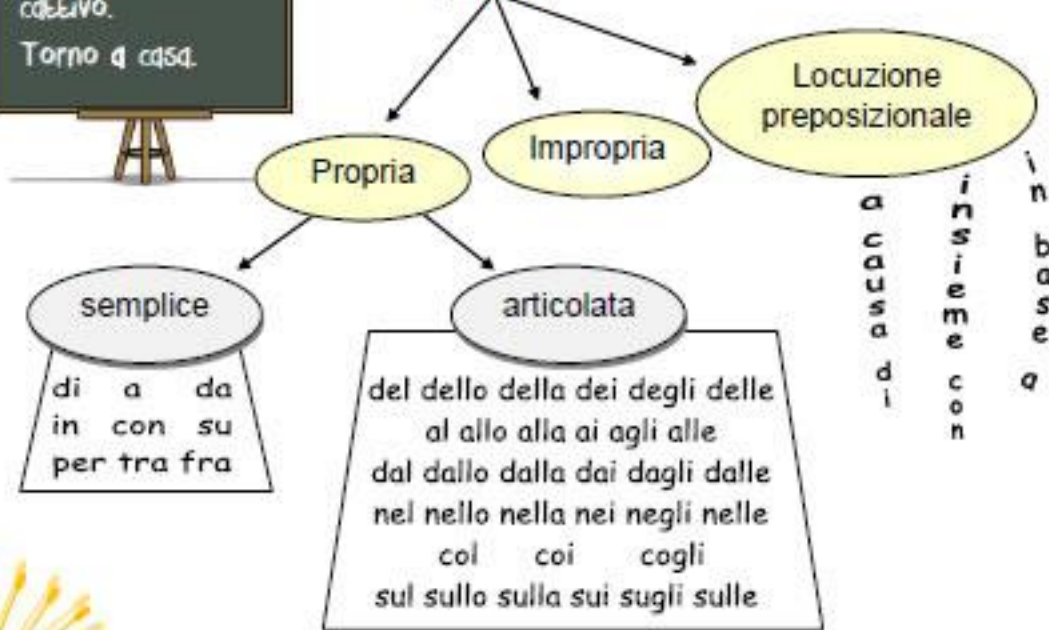 cattivo.
Torno a casa.
Locuzione
preposizionale
Impropria
Propria
a causa di
insieme con
in base a
semplice
articolata
di a da
in con su
per tra fra
del dello della dei degli delle
al allo alla ai agli alle
dal dallo dalla dai dagli dalle
nel nello nella nei negli nelle
col coi cogli
sul sullo sulla sui sugli sulle